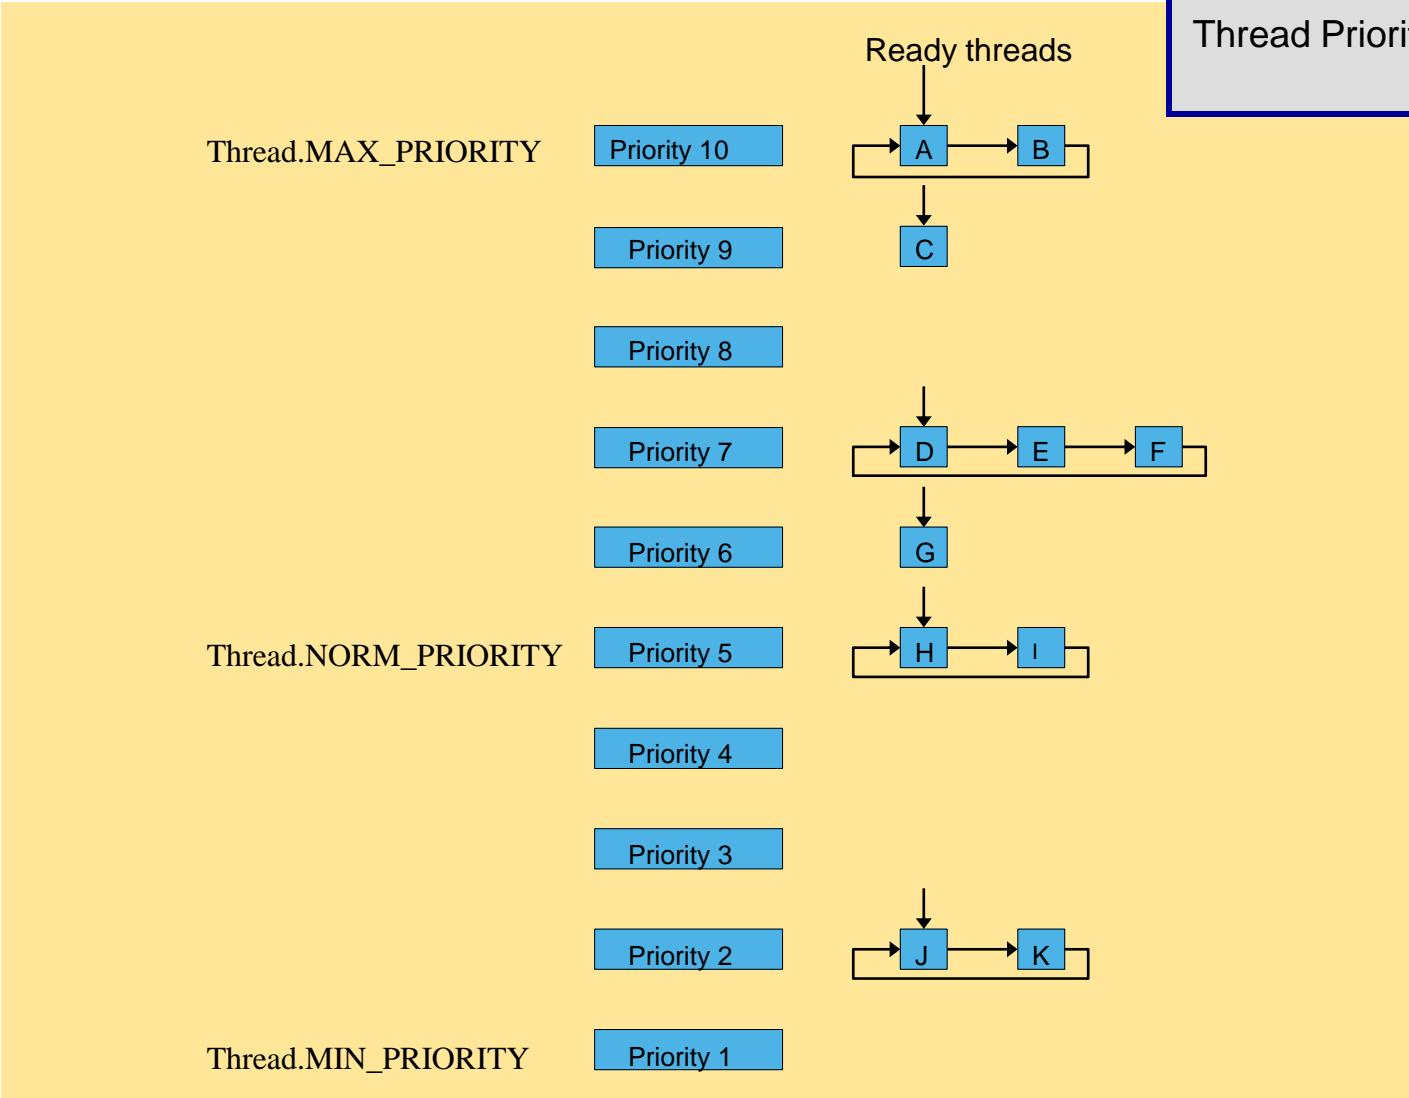 Thread Priori
Ready threads
Thread.MAX_PRIORITY Priority 10 A B
Priority 9 C
Priority 8
Priority 7 D E F
Priority 6 G
Thread.NORM_PRIORITY Priority 5 H I
Priority 4
Priority 3
Priority 2 J K
Thread.MIN_PRIORITY Priority 1